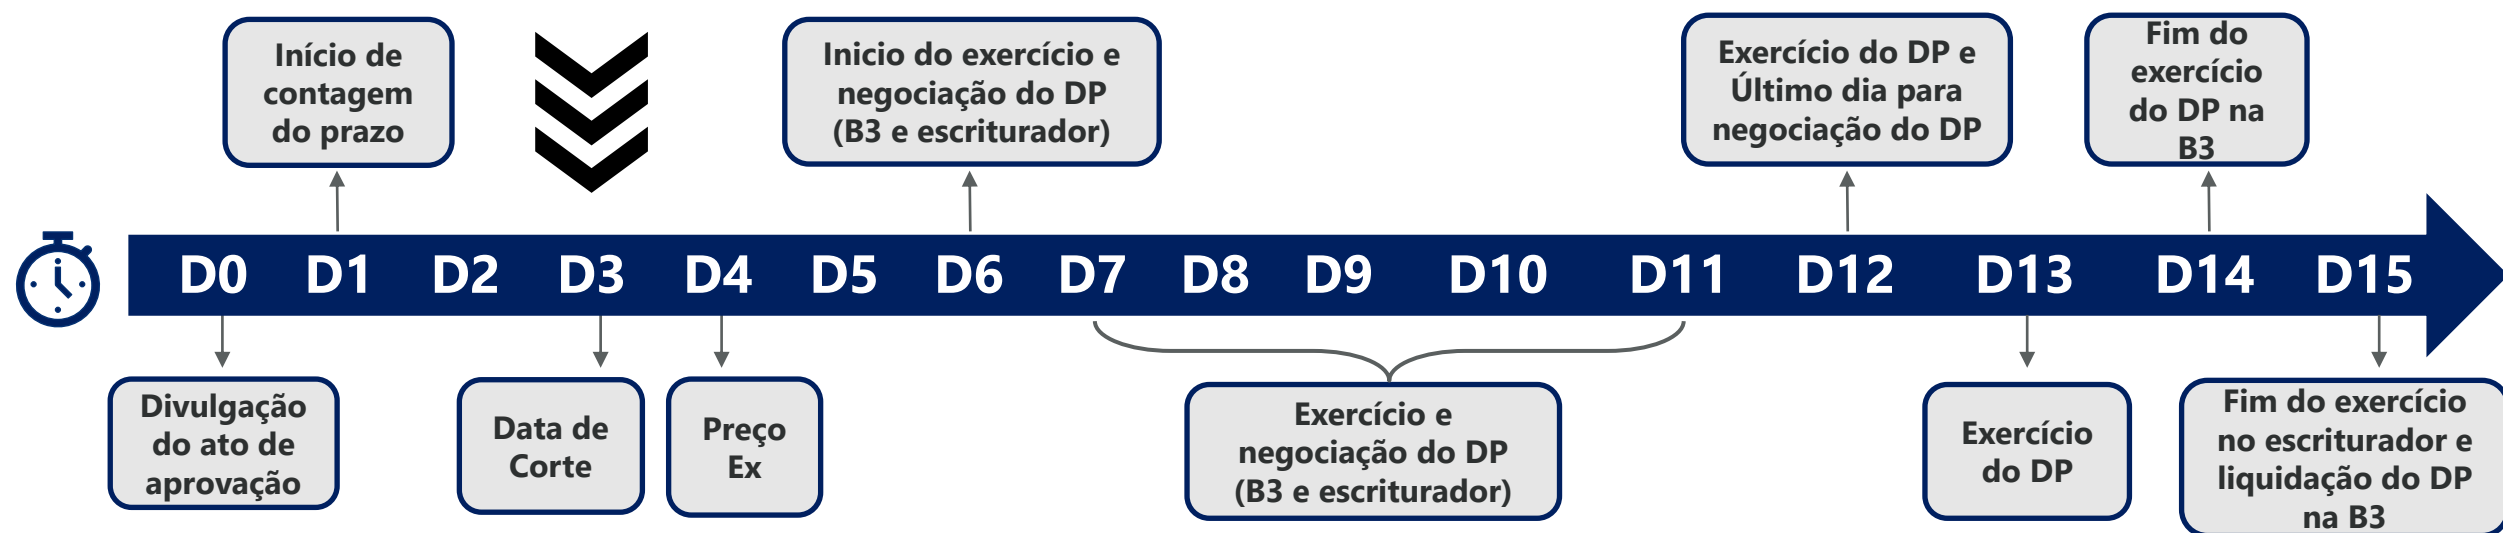 Início de
contagem
do prazo
Inicio do exercício e
negociação do DP
(B3 e escriturador)
Exercício do DP e
Último dia para
negociação do DP
Fim do
exercício
do DP na
B3
D0 D1 D2 D3 D4 D5 D6 D7 D8 D9 D10 D11 D12 D13 D14 D15
Divulgação
do ato de
aprovação
Data de
Corte
Preço
Ex
Exercício e
negociação do DP
(B3 e escriturador)
Exercício
do DP
Fim do exercício
no escriturador e
liquidação do DP
na B3